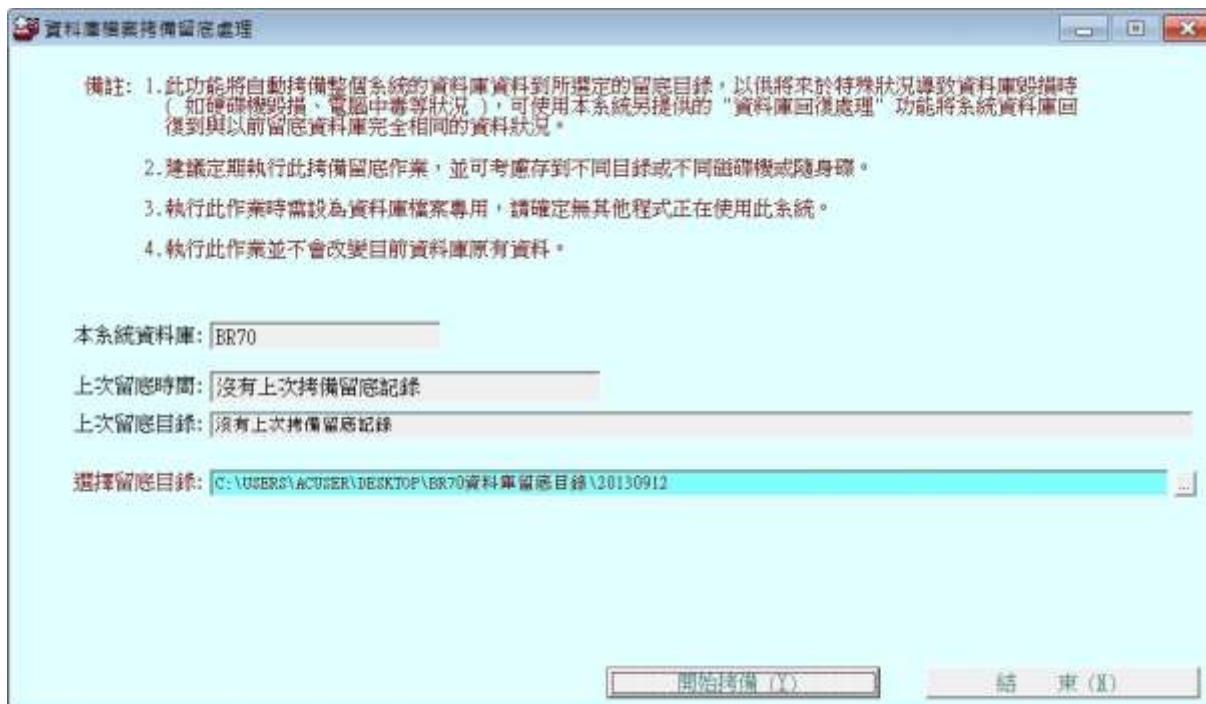 資料庫檔案拷備留底處理
備註: 1.此功能將自動拷備整個系統的資料庫資料到所選定的留底目錄，以供將來於特殊狀況導致資料庫毀損時
( 如硬碟機毀損、電腦中毒等狀況 )，可使用本系統另提供的 "資料庫回復處理" 功能將系統資料庫回
復到與以前留底資料庫完全相同的資料狀況。
2.建議定期執行此拷備留底作業，並可考慮存到不同目錄或不同磁碟機或隨身碟。
3.執行此作業時需設為資料庫檔案專用，請確定無其他程式正在使用此系統。
4.執行此作業並不會改變目前資料庫原有資料。
本系統資料庫: BR70
上次留底時間: 沒有上次拷備留底記錄
上次留底目錄: 沒有上次拷備留底記錄
選擇留底目錄: C:\USERS\ACUSER\DESKTOP\BR70資料庫留底目錄\20130912 ...
開始拷備 (Y) 結 束 (X)